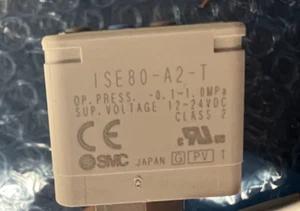 ISE80-A2-T
OP.PRESS. -0.1~1.0MPa
SUP.VOLTAGE 12-24VDC
CLASS 2
CE
SMC JAPAN G PV T